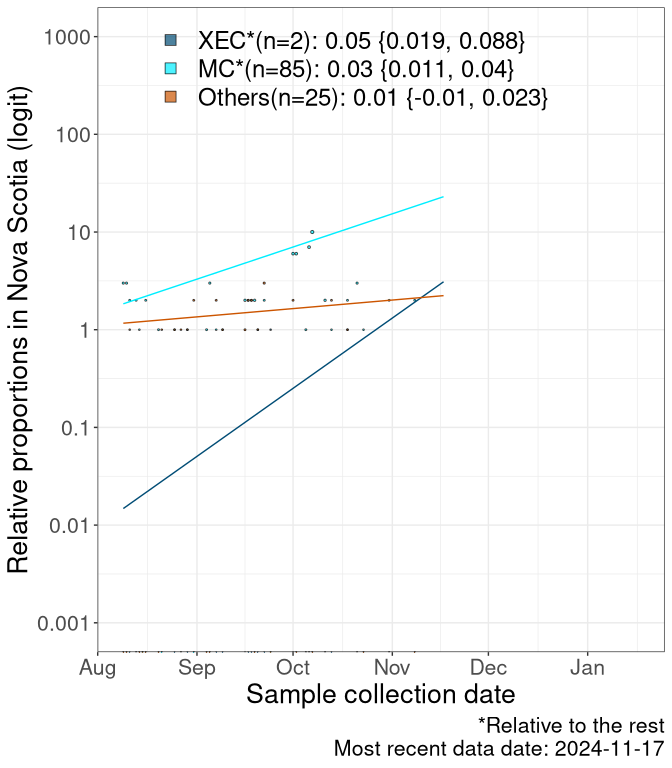 XEC*(n=2): 0.05 {0.019, 0.088}
MC*(n=85): 0.03 {0.011, 0.04}
Others(n=25): 0.01 {-0.01, 0.023}
Relative proportions in Nova Scotia (logit)
1000
100
10
1
0.1
0.01
0.001
Aug Sep Oct Nov Dec Jan
Sample collection date
*Relative to the rest
Most recent data date: 2024-11-17